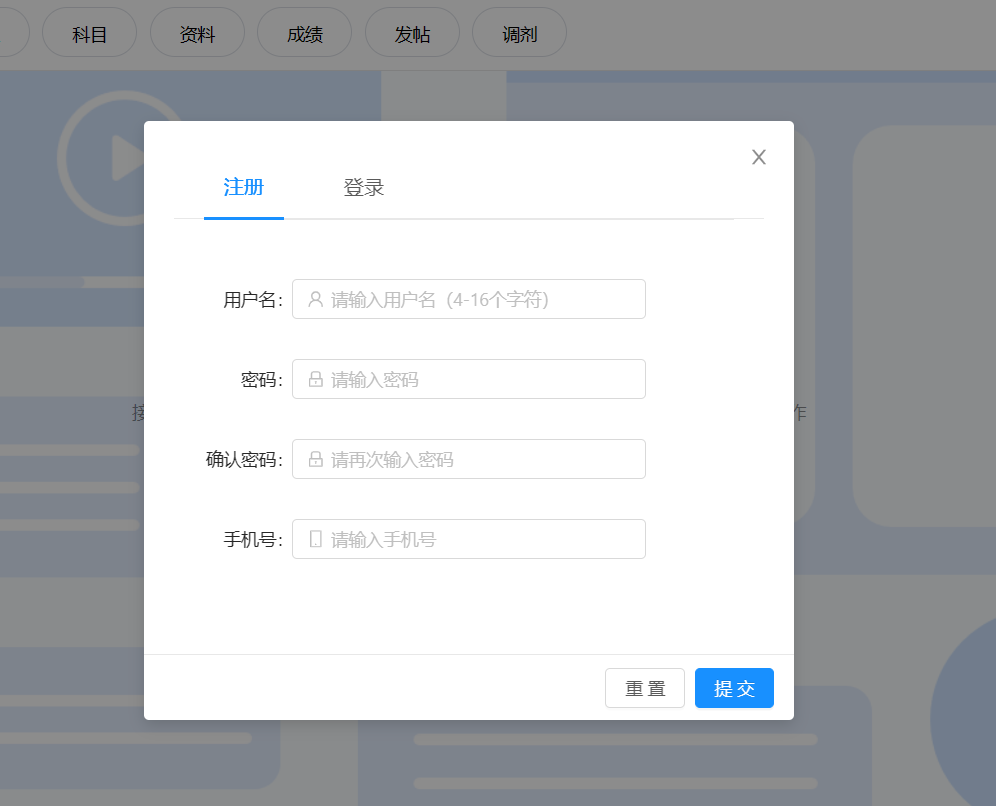 科目 资料 成绩 发帖 调剂
注册 登录
用户名: 请输入用户名（4-16个字符）
密码: 请输入密码
接 作
确认密码: 请再次输入密码
手机号: 请输入手机号
重置 提交